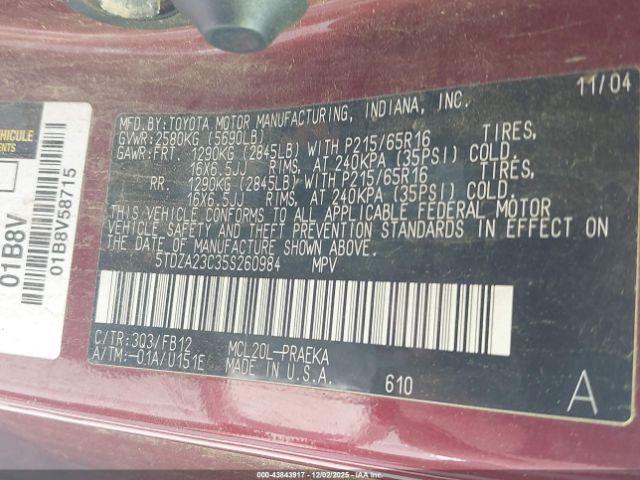 11/04
MFD.BY:TOYOTA MOTOR MANUFACTURING, INDIANA, INC.
GVWR:2580KG (5690LB)
GAWR:FRT. 1290KG (2845LB) WITH P215/65R16 TIRES,
16X6.5JJ RIMS, AT 240KPA (35PSI) COLD.
RR. 1290KG (2845LB) WITH P215/65R16 TIRES,
16X6.5JJ RIMS, AT 240KPA (35PSI) COLD.
THIS VEHICLE CONFORMS TO ALL APPLICABLE FEDERAL MOTOR
VEHICLE SAFETY AND THEFT PREVENTION STANDARDS IN EFFECT ON
THE DATE OF MANUFACTURE SHOWN ABOVE.
5TDZA23C35S260984 MPV
C/TR:3Q3/FB12 MCL20L-PRAEKA
A/TM:-01A/U151E MADE IN U.S.A.
610
A
VEHICULE
ENTS
01B8V
01B8V58715
000-43843917 12/02/2025 IAAI.COM